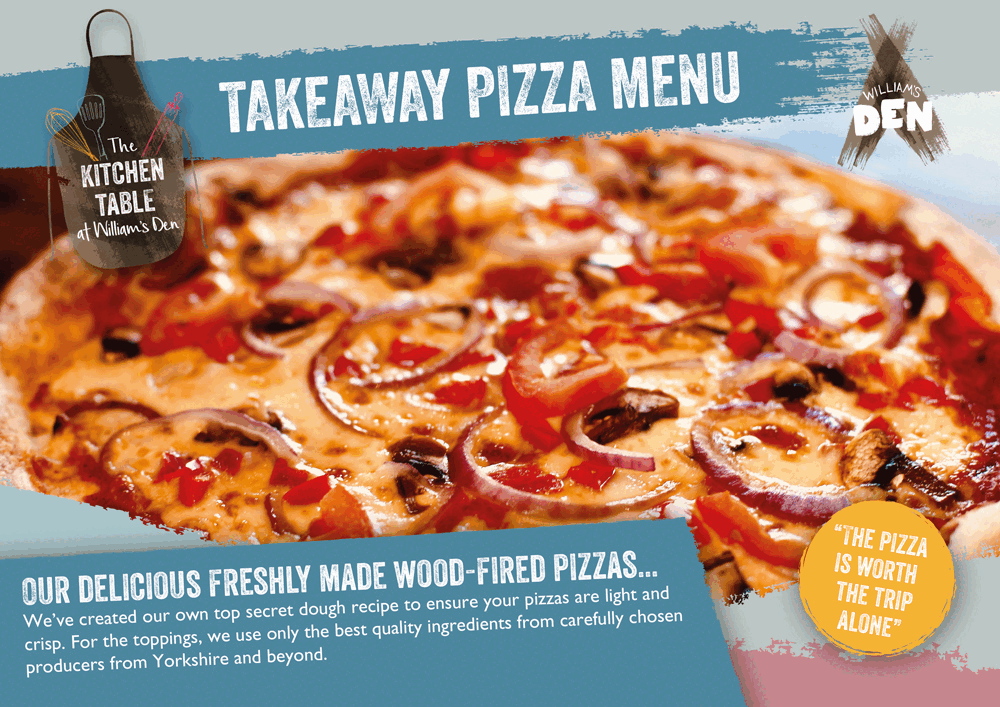 TAKEAWAY PIZZA MENU
The
KITCHEN
TABLE
at William's Den
WILLIAM'S
DEN
"THE PIZZA
IS WORTH
THE TRIP
ALONE"
OUR DELICIOUS FRESHLY MADE WOOD-FIRED PIZZAS...
We've created our own top secret dough recipe to ensure your pizzas are light and
crisp. For the toppings, we use only the best quality ingredients from carefully chosen
producers from Yorkshire and beyond.